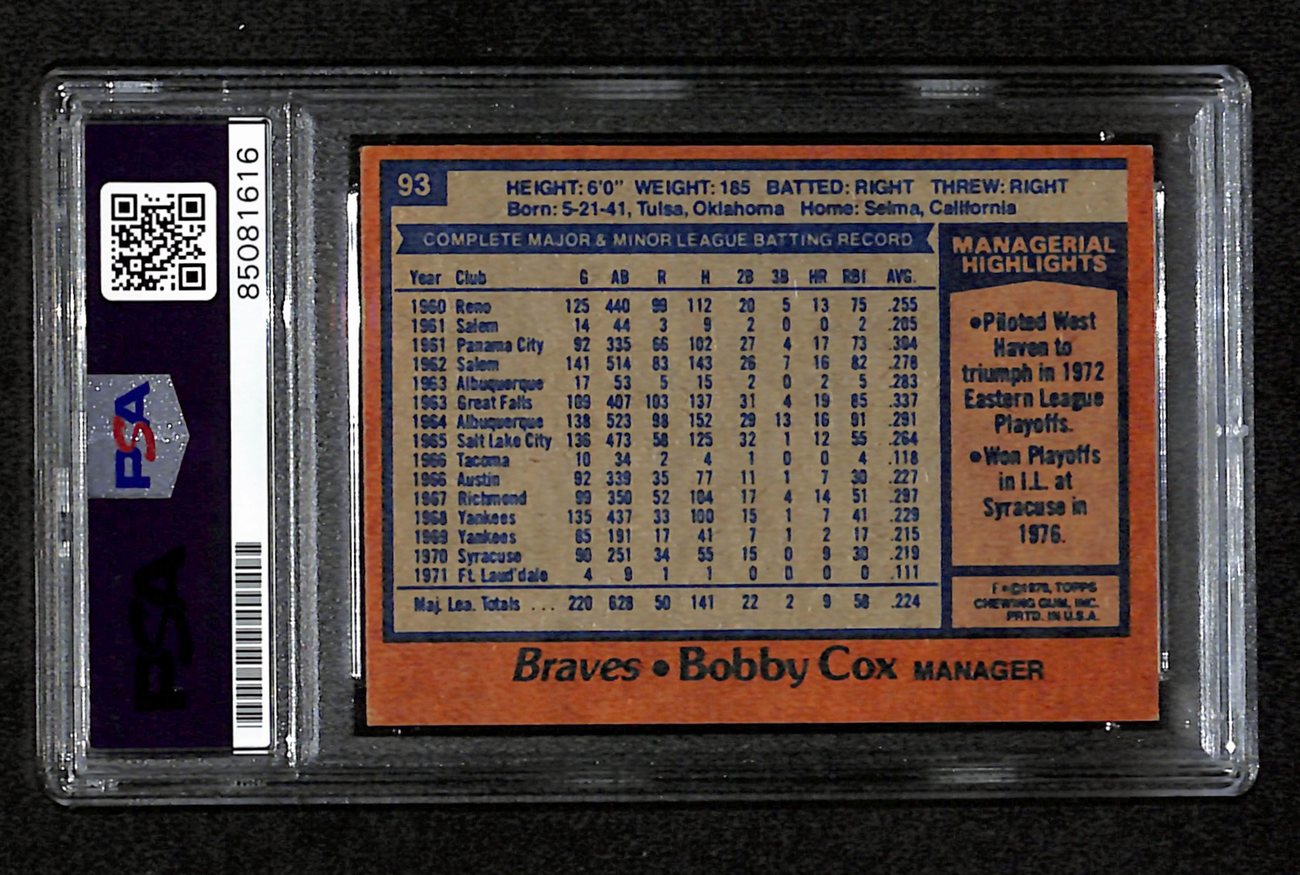 85081616
PSA
PSA
93
HEIGHT: 6'0" WEIGHT: 185 BATTED: RIGHT THREW: RIGHT
Born: 5-21-41, Tulsa, Oklahoma Home: Selma, California
COMPLETE MAJOR & MINOR LEAGUE BATTING RECORD
Year Club G AB R H 2B 3B HR RBI AVG.
1960 Reno 125 440 99 112 20 5 13 75 .255
1961 Salem 14 44 3 9 2 0 0 2 .205
1961 Panama City 92 335 66 102 27 4 17 73 .304
1962 Salem 141 514 83 143 26 7 16 82 .278
1963 Albuquerque 17 53 5 15 2 0 2 5 .283
1963 Great Falls 109 407 103 137 31 4 19 85 .337
1964 Albuquerque 138 523 98 152 29 13 16 91 .291
1965 Salt Lake City 136 473 58 125 32 1 12 55 .264
1966 Tacoma 10 34 2 4 1 0 0 4 .118
1966 Austin 92 339 35 77 11 1 7 30 .227
1967 Richmond 99 350 52 104 17 4 14 51 .297
1968 Yankees 135 437 33 100 15 1 7 41 .229
1969 Yankees 85 191 17 41 7 1 2 17 .215
1970 Syracuse 90 251 34 55 15 0 9 30 .219
1971 Ft. Laud'dale 4 9 1 1 0 0 0 0 .111
Maj. Lea. Totals ... 220 628 50 141 22 2 9 58 .224
MANAGERIAL
HIGHLIGHTS
•Piloted West
Haven to
triumph in 1972
Eastern League
Playoffs.
•Won Playoffs
in I.L. at
Syracuse in
1976.
F*©1978, TOPPS
CHEWING GUM, INC.
PRTD. IN U.S.A.
Braves • Bobby Cox MANAGER